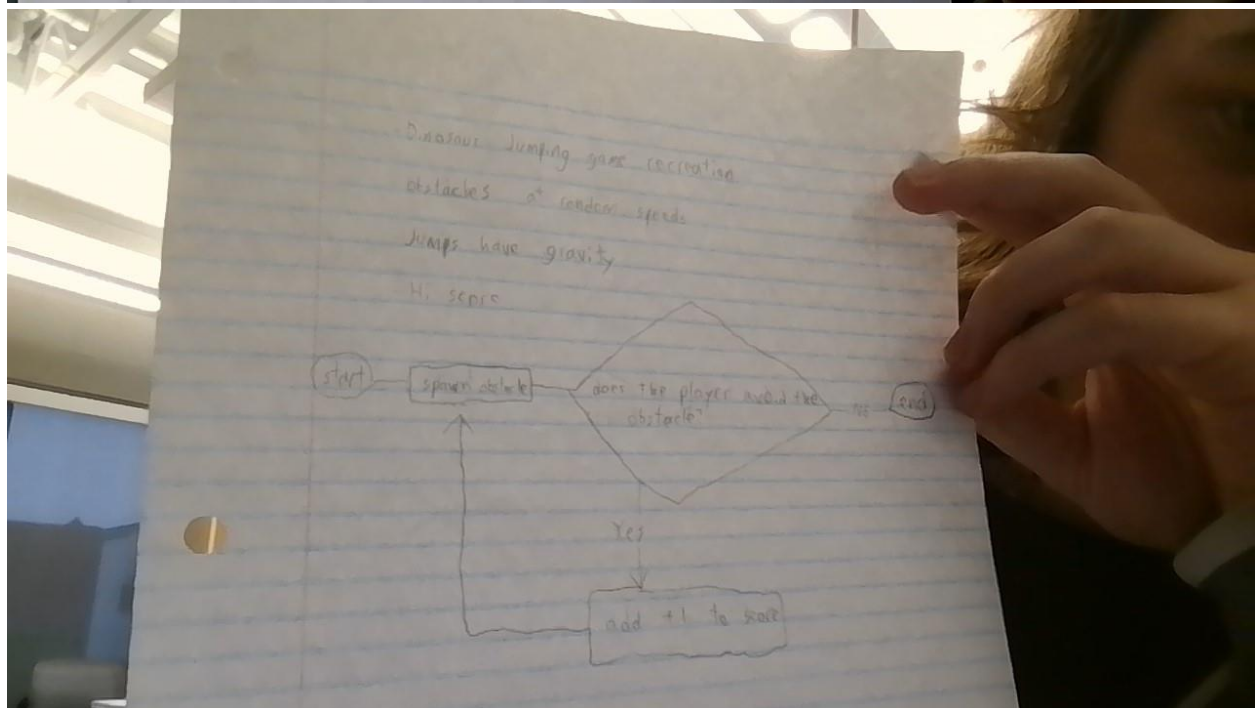 Dinosaur Jumping game recreation
obstacles at random speeds
Jumps have gravity
Hi
start
spawn obstacle
does the player avoid the
obstacle?
end
Yes
add +1 to score